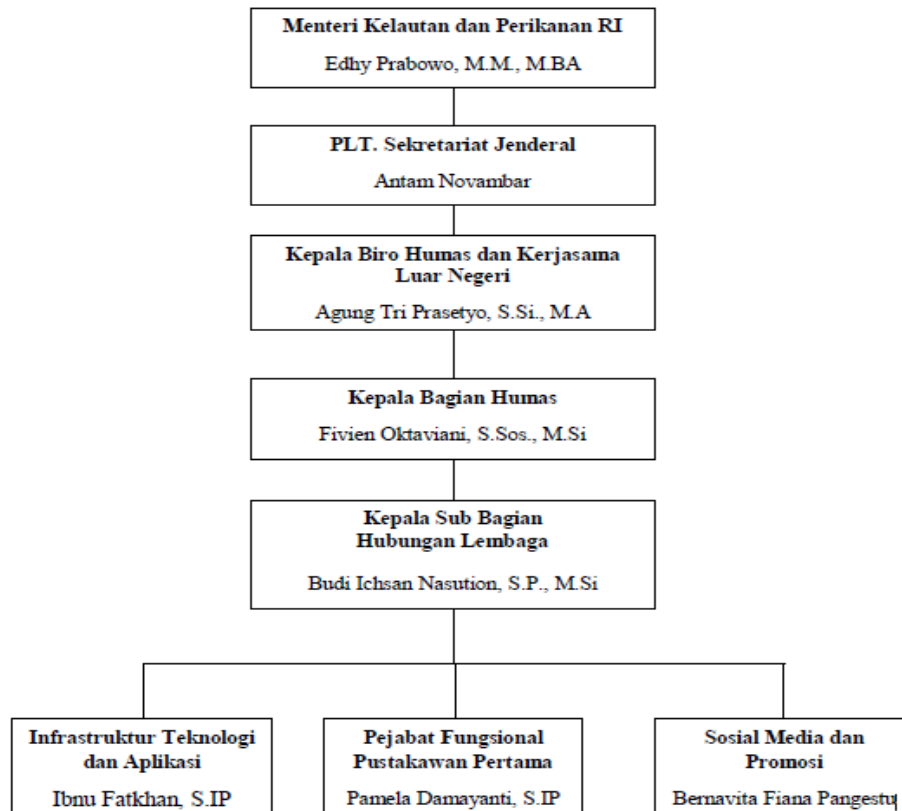 Menteri Kelautan dan Perikanan RI
Edhy Prabowo, M.M., M.BA
PLT. Sekretariat Jenderal
Antam Novambar
Kepala Biro Humas dan Kerjasama
Luar Negeri
Agung Tri Prasetyo, S.Si., M.A
Kepala Bagian Humas
Fivien Oktaviani, S.Sos., M.Si
Kepala Sub Bagian
Hubungan Lembaga
Budi Ichsan Nasution, S.P., M.Si
Infrastruktur Teknologi
dan Aplikasi
Ibnu Fatkhan, S.IP
Pejabat Fungsional
Pustakawan Pertama
Pamela Damayanti, S.IP
Sosial Media dan
Promosi
Bernavita Fiana Pangestu